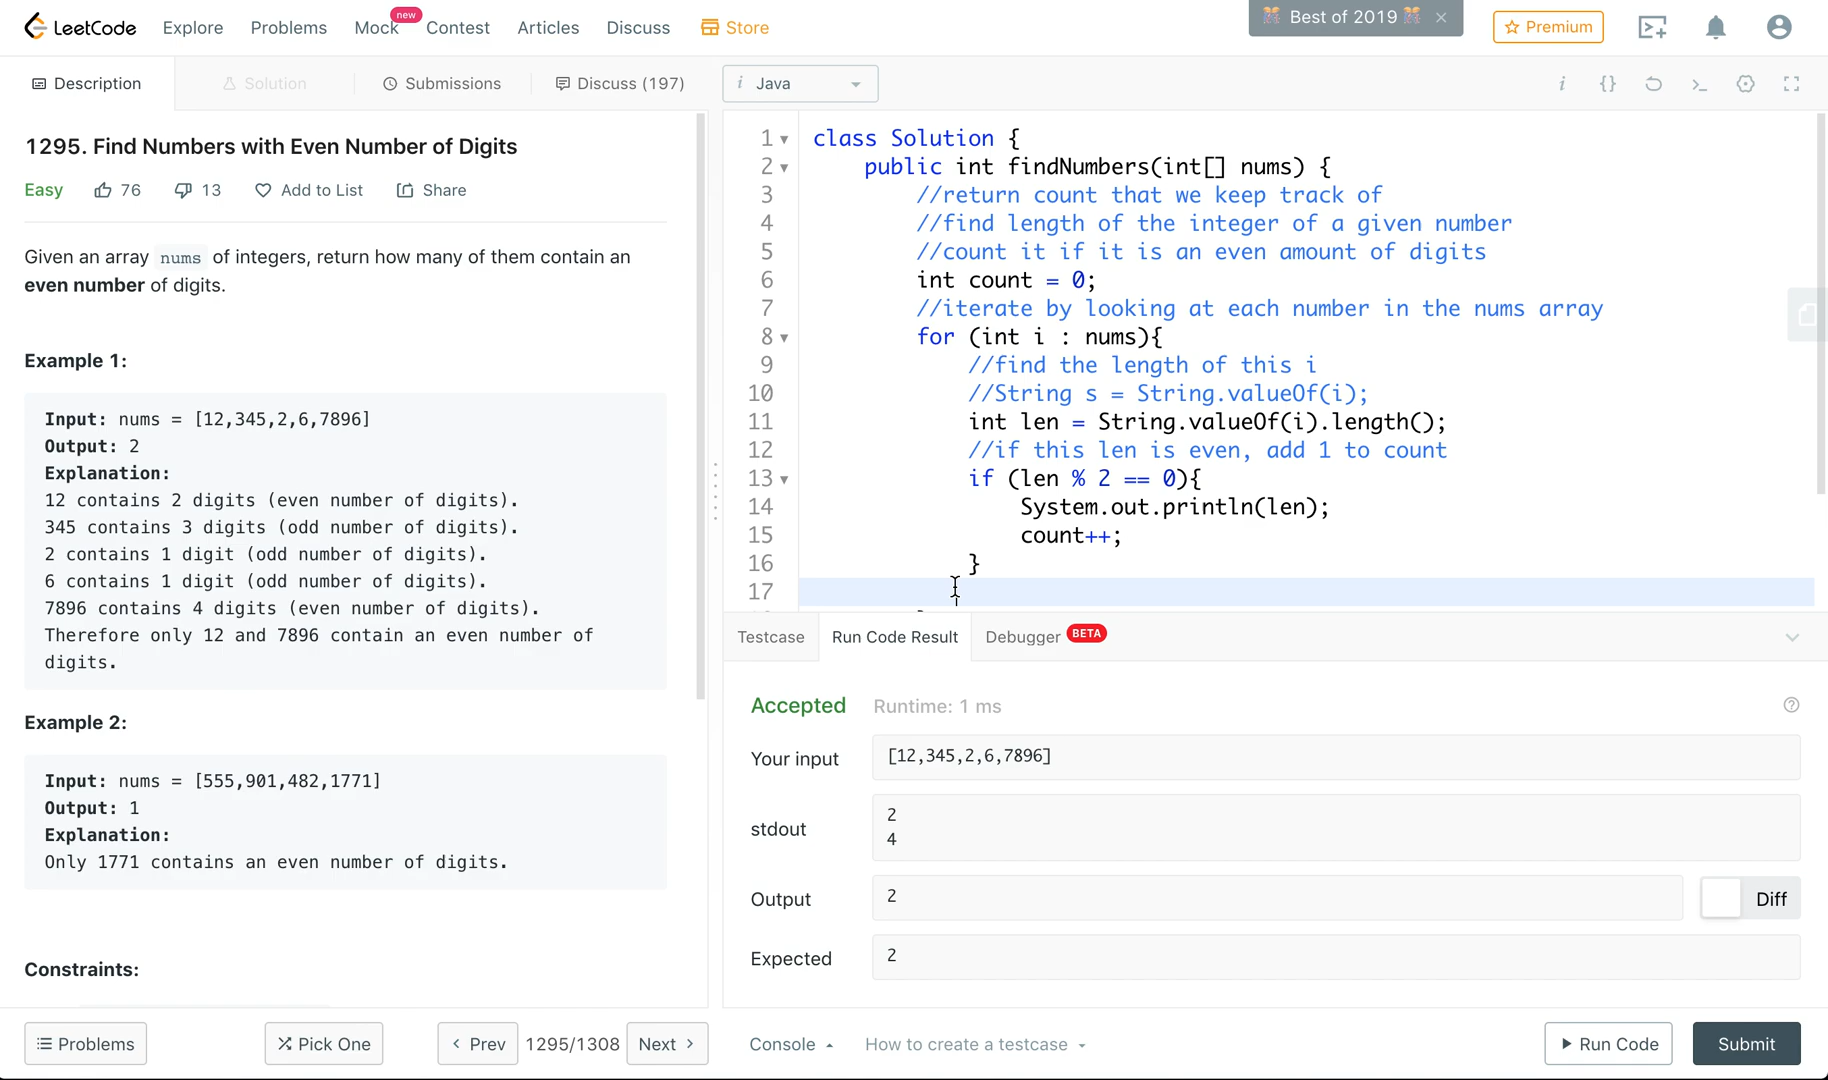 LeetCode Explore Problems Mock new Contest Articles Discuss Store Best of 2019 × Premium
Description Solution Submissions Discuss (197) i Java
1295. Find Numbers with Even Number of Digits
Easy 76 13 Add to List Share
Given an array nums of integers, return how many of them contain an
even number of digits.
Example 1:
Input: nums = [12,345,2,6,7896]
Output: 2
Explanation:
12 contains 2 digits (even number of digits).
345 contains 3 digits (odd number of digits).
2 contains 1 digit (odd number of digits).
6 contains 1 digit (odd number of digits).
7896 contains 4 digits (even number of digits).
Therefore only 12 and 7896 contain an even number of
digits.
Example 2:
Input: nums = [555,901,482,1771]
Output: 1
Explanation:
Only 1771 contains an even number of digits.
Constraints:
Problems Pick One Prev 1295/1308 Next
1 class Solution {
2 public int findNumbers(int[] nums) {
3 //return count that we keep track of
4 //find length of the integer of a given number
5 //count it if it is an even amount of digits
6 int count = 0;
7 //iterate by looking at each number in the nums array
8 for (int i : nums){
9 //find the length of this i
10 //String s = String.valueOf(i);
11 int len = String.valueOf(i).length();
12 //if this len is even, add 1 to count
13 if (len % 2 == 0){
14 System.out.println(len);
15 count++;
16 }
17
Testcase Run Code Result Debugger BETA
Accepted Runtime: 1 ms
Your input [12,345,2,6,7896]
stdout 2
4
Output 2 Diff
Expected 2
Console How to create a testcase Run Code Submit